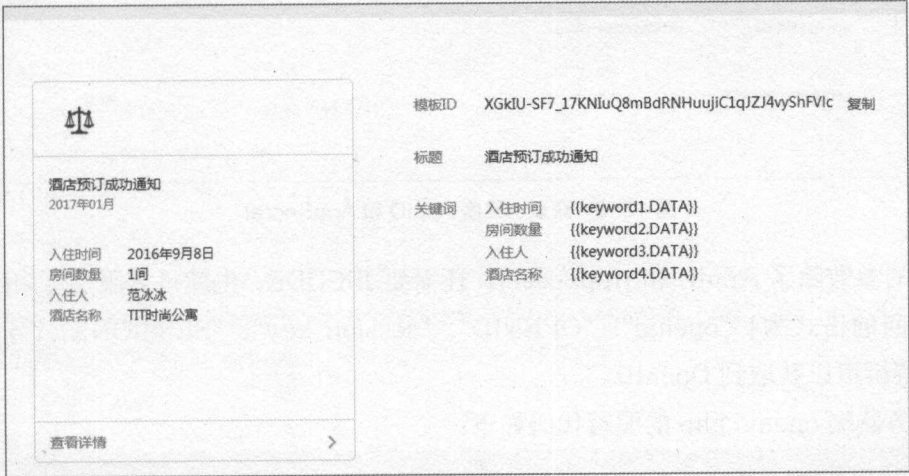 酒店预订成功通知
2017年01月
入住时间 2016年9月8日
房间数量 1间
入住人 范冰冰
酒店名称 TIT时尚公寓
查看详情
模板ID XGkIU-SF7_17KNIuQ8mBdRNHuujiC1qJZJ4vyShFVlc 复制
标题 酒店预订成功通知
关键词 入住时间 {{keyword1.DATA}}
房间数量 {{keyword2.DATA}}
入住人 {{keyword3.DATA}}
酒店名称 {{keyword4.DATA}}